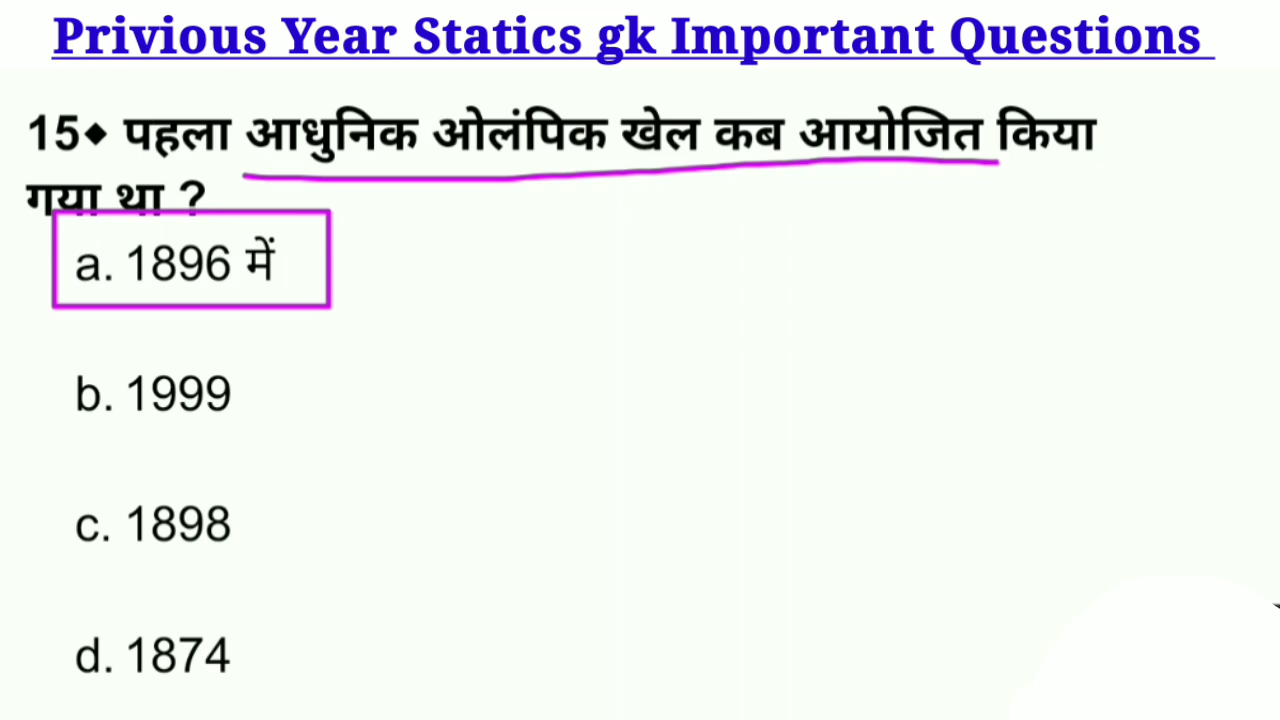 Privious Year Statics gk Important Questions
15◆ पहला आधुनिक ओलंपिक खेल कब आयोजित किया
गया था ?
a. 1896 में
b. 1999
c. 1898
d. 1874